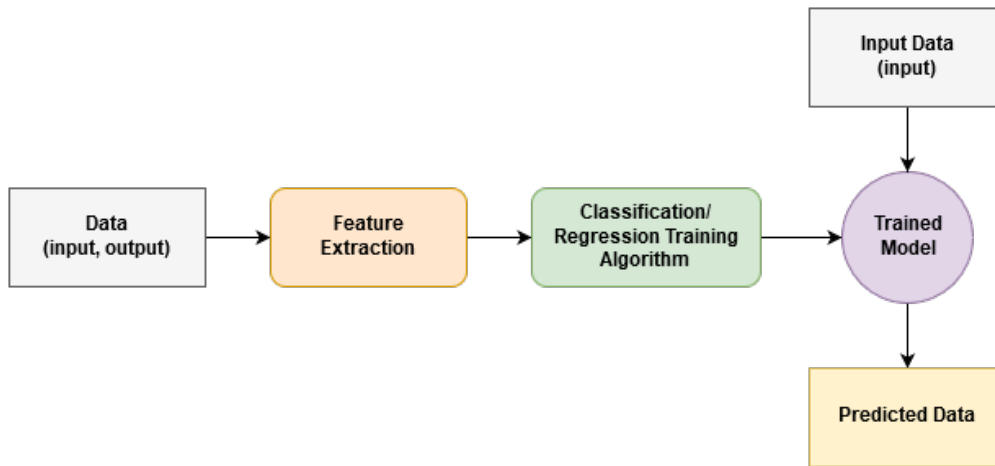 Input Data
(input)
Data
(input, output)
Feature
Extraction
Classification/
Regression Training
Algorithm
Trained
Model
Predicted Data